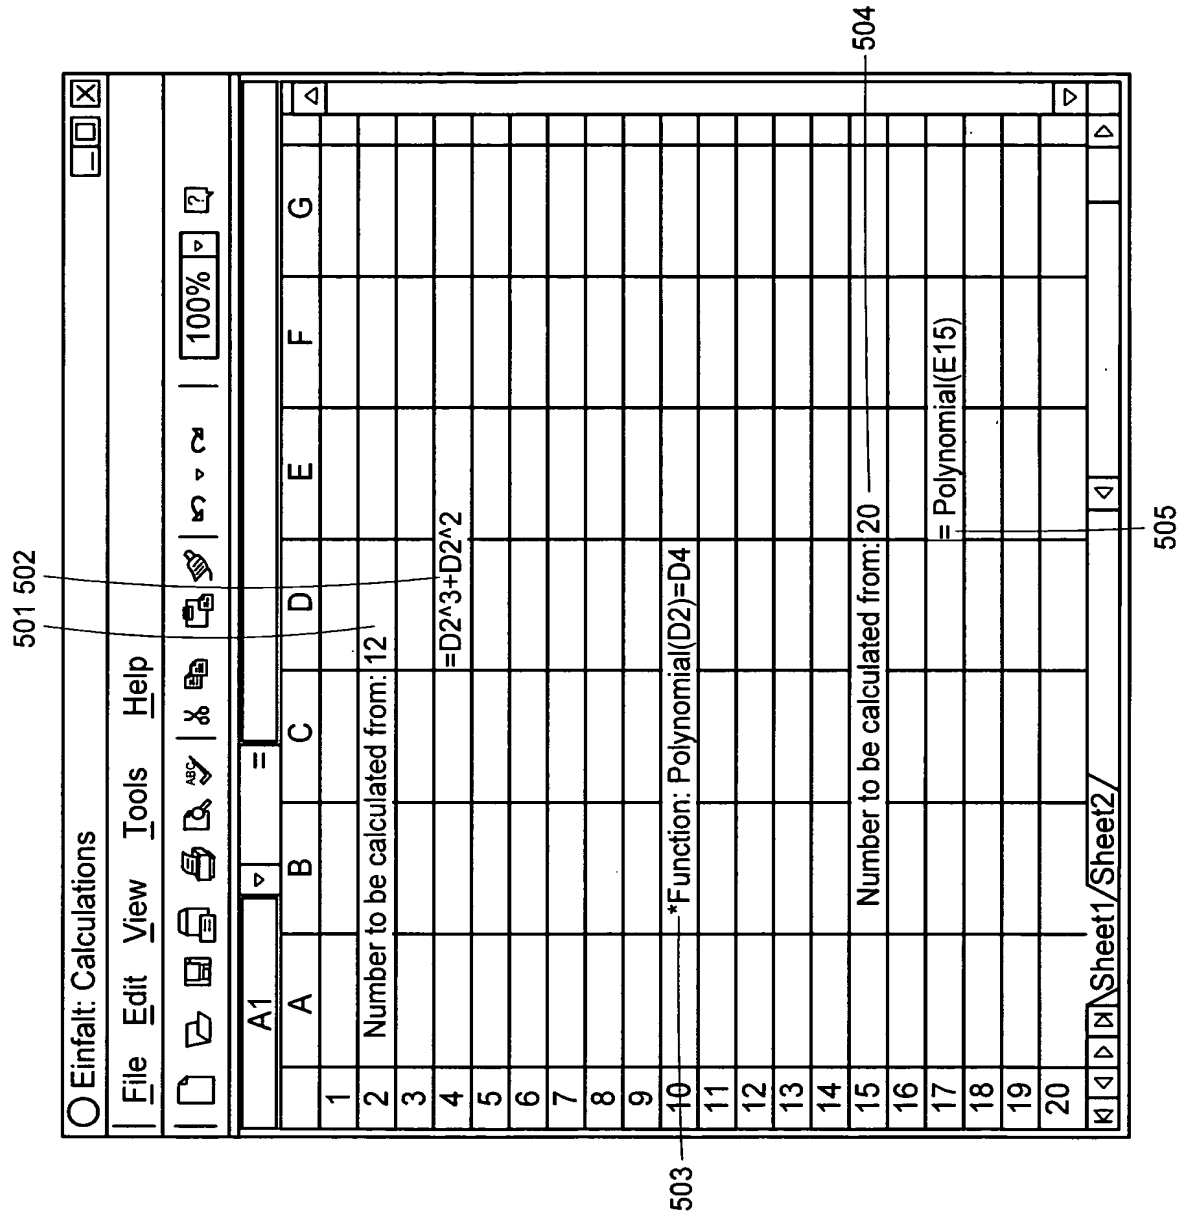 501 502
Einfalt: Calculations
File Edit View Tools Help
ABC 100% ?
A1 =
A B C D E F G
1
2 Number to be calculated from: 12
3
4 =D2^3+D2^2
5
6
7
8
9
10 *Function: Polynomial(D2)=D4
11
12
13
14
15 Number to be calculated from: 20
16
17 = Polynomial(E15)
18
19
20
Sheet1/Sheet2/
503
504
505